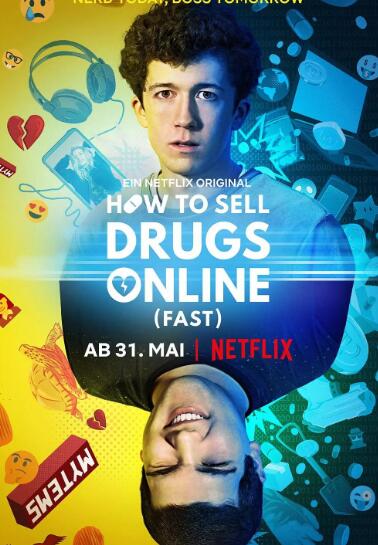 NERD TODAY, BOSS TOMORROW
EIN NETFLIX ORIGINAL
HOW TO SELL
DRUGS
ONLINE
(FAST)
AB 31. MAI | NETFLIX
MYTEMS